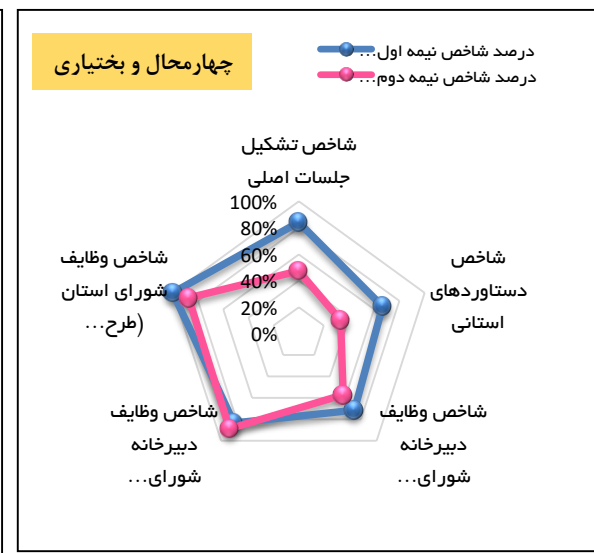 چهارمحال و بختیاری
درصد شاخص نیمه اول...
درصد شاخص نیمه دوم...
شاخص تشکیل
جلسات اصلی
100%
80%
60%
40%
20%
0%
شاخص
دستاوردهای
استانی
شاخص وظایف
دبیرخانه
شورای...
شاخص وظایف
دبیرخانه
شورای...
شاخص وظایف
شورای استان
(طرح...